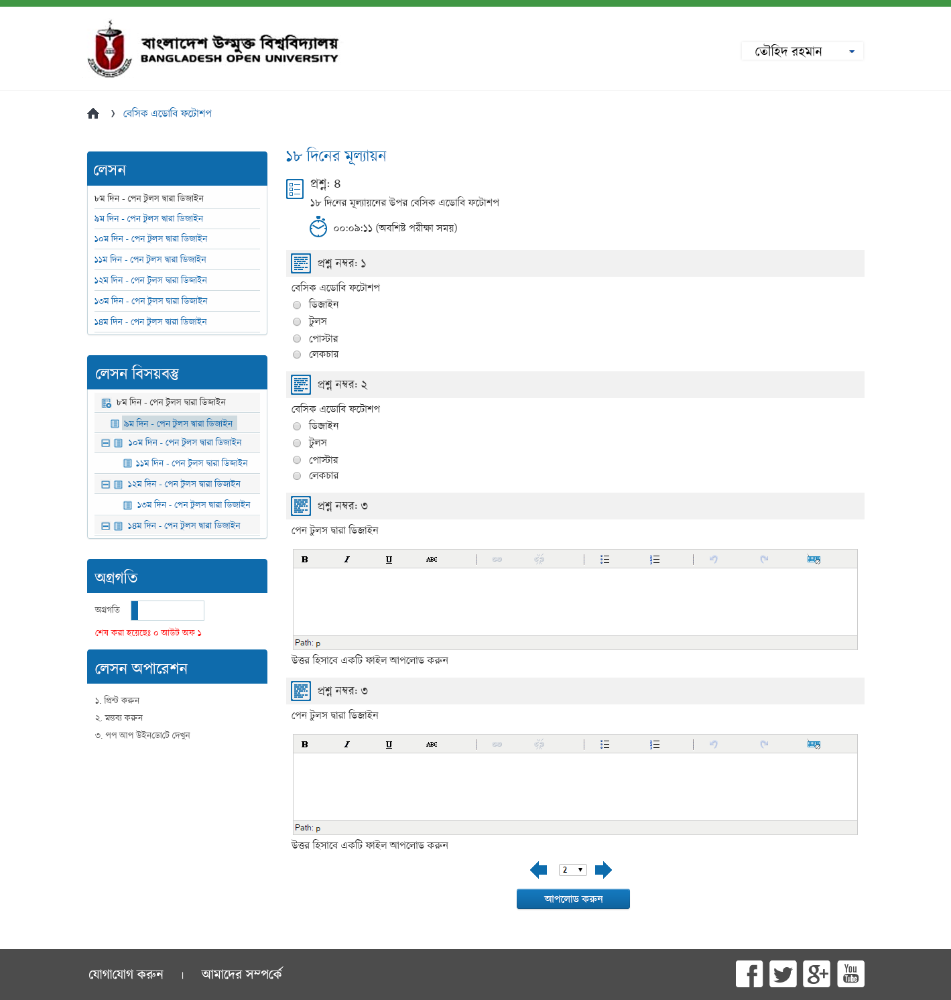 বাংলাদেশ উন্মুক্ত বিশ্ববিদ্যালয়
BANGLADESH OPEN UNIVERSITY
তৌহিদ রহমান
বেসিক এডোবি ফটোশপ
লেসন
৮ম দিন - পেন টুলস দ্বারা ডিজাইন
৯ম দিন - পেন টুলস দ্বারা ডিজাইন
১০ম দিন - পেন টুলস দ্বারা ডিজাইন
১১ম দিন - পেন টুলস দ্বারা ডিজাইন
১২ম দিন - পেন টুলস দ্বারা ডিজাইন
১৩ম দিন - পেন টুলস দ্বারা ডিজাইন
১৪ম দিন - পেন টুলস দ্বারা ডিজাইন
লেসন বিসয়বস্তু
৮ম দিন - পেন টুলস দ্বারা ডিজাইন
৯ম দিন - পেন টুলস দ্বারা ডিজাইন
১০ম দিন - পেন টুলস দ্বারা ডিজাইন
১১ম দিন - পেন টুলস দ্বারা ডিজাইন
১২ম দিন - পেন টুলস দ্বারা ডিজাইন
১৩ম দিন - পেন টুলস দ্বারা ডিজাইন
১৪ম দিন - পেন টুলস দ্বারা ডিজাইন
অগ্রগতি
অগ্রগতি
শেষ করা হয়েছেঃ ০ আউট অফ ১
লেসন অপারেশন
১. প্রিন্ট করুন
২. মন্তব্য করুন
৩. পপ আপ উইনডোটে দেখুন
১৮ দিনের মূল্যায়ন
প্রশ্ন: ৪
১৮ দিনের মূল্যায়নের উপর বেসিক এডোবি ফটোশপ
০০:০৯:১১ (অবশিষ্ট পরীক্ষা সময়)
প্রশ্ন নম্বর: ১
বেসিক এডোবি ফটোশপ
ডিজাইন
টুলস
পোস্টার
লেকচার
প্রশ্ন নম্বর: ২
বেসিক এডোবি ফটোশপ
ডিজাইন
টুলস
পোস্টার
লেকচার
প্রশ্ন নম্বর: ৩
পেন টুলস দ্বারা ডিজাইন
B I U ABC
Path: p
উত্তর হিসাবে একটি ফাইল আপলোড করুন
প্রশ্ন নম্বর: ৩
পেন টুলস দ্বারা ডিজাইন
B I U ABC
Path: p
উত্তর হিসাবে একটি ফাইল আপলোড করুন
2
আপলোড করুন
যোগাযোগ করুন | আমাদের সম্পর্কে
You Tube